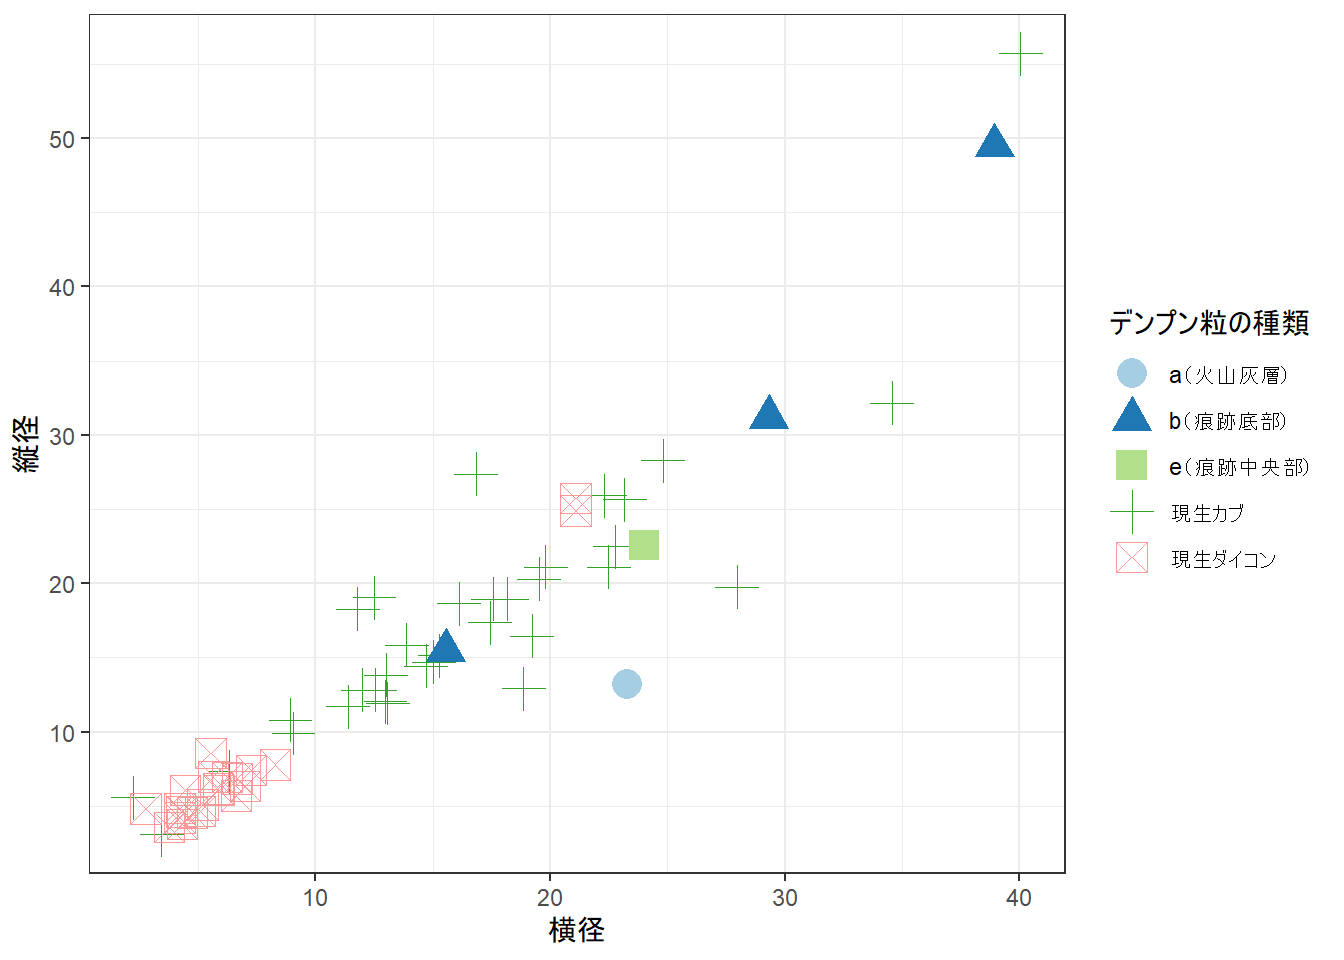 50
40
30
20
10
縦径
10 20 30 40
横径
デンプン粒の種類
a(火山灰層)
b(痕跡底部)
e(痕跡中央部)
現生カブ
現生ダイコン